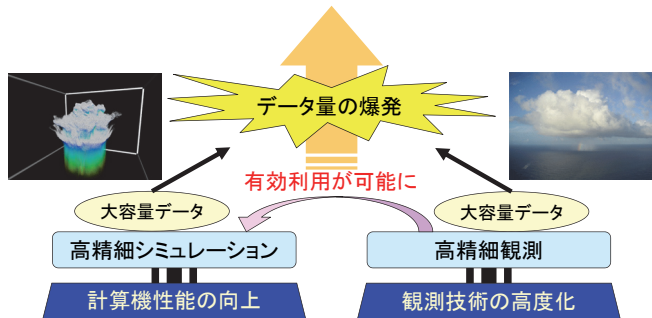 データ量の爆発
有効利用が可能に
大容量データ
大容量データ
高精細シミュレーション
高精細観測
計算機性能の向上
観測技術の高度化